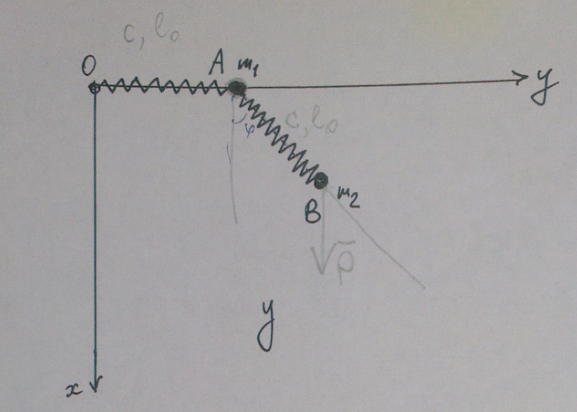 c, l₀
O A m₁ y
c, l₀
φ
B m₂
P̄
y
x